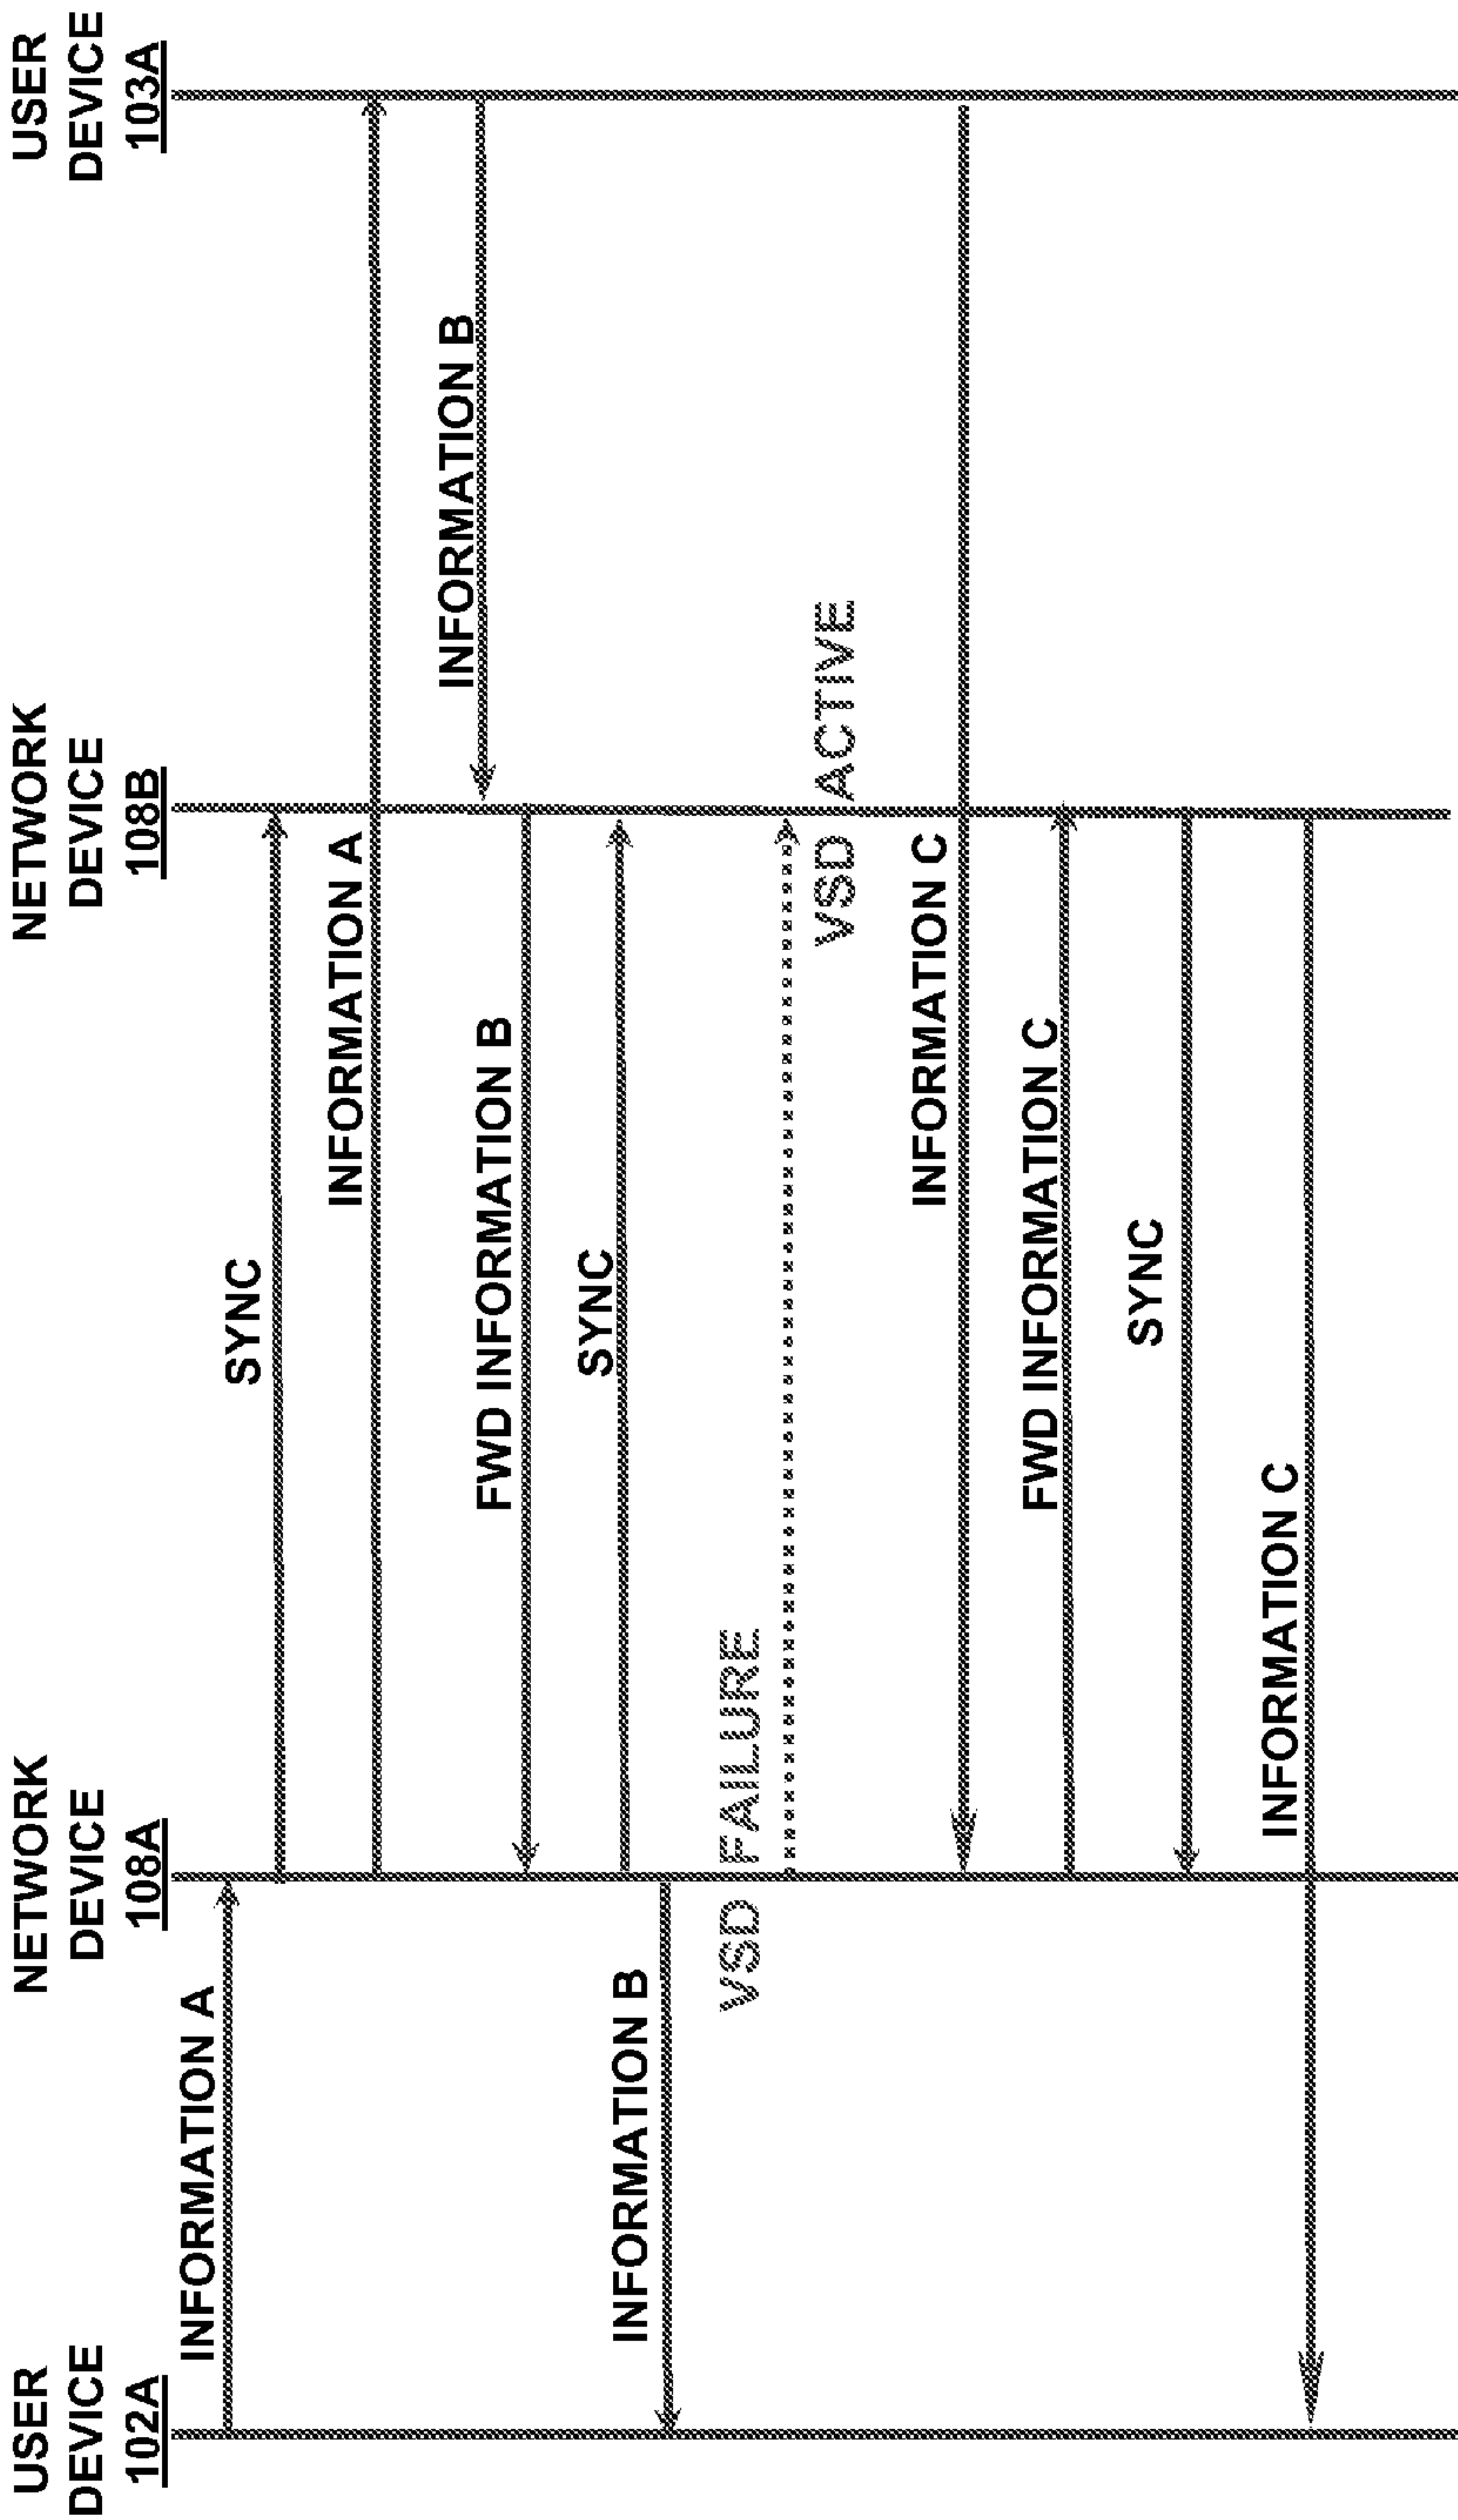 USER
DEVICE
102A
NETWORK
DEVICE
108A
NETWORK
DEVICE
108B
USER
DEVICE
103A
INFORMATION A
SYNC
INFORMATION A
INFORMATION B
FWD INFORMATION B
SYNC
INFORMATION B
VSD FAILURE
VSD ACTIVE
INFORMATION C
FWD INFORMATION C
SYNC
INFORMATION C